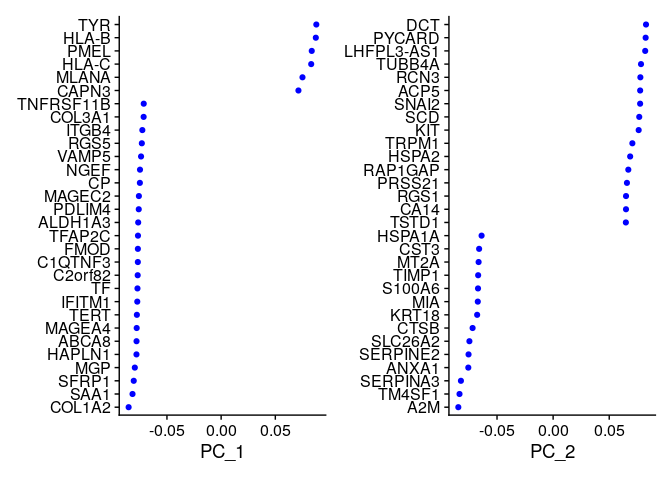 TYR
HLA-B
PMEL
HLA-C
MLANA
CAPN3
TNFRSF11B
COL3A1
ITGB4
RGS5
VAMP5
NGEF
CP
MAGEC2
PDLIM4
ALDH1A3
TFAP2C
FMOD
C1QTNF3
C2orf82
TF
IFITM1
TERT
MAGEA4
ABCA8
HAPLN1
MGP
SFRP1
SAA1
COL1A2
-0.05 0.00 0.05
PC_1
DCT
PYCARD
LHFPL3-AS1
TUBB4A
RCN3
ACP5
SNAI2
SCD
KIT
TRPM1
HSPA2
RAP1GAP
PRSS21
RGS1
CA14
TSTD1
HSPA1A
CST3
MT2A
TIMP1
S100A6
MIA
KRT18
CTSB
SLC26A2
SERPINE2
ANXA1
SERPINA3
TM4SF1
A2M
-0.05 0.00 0.05
PC_2